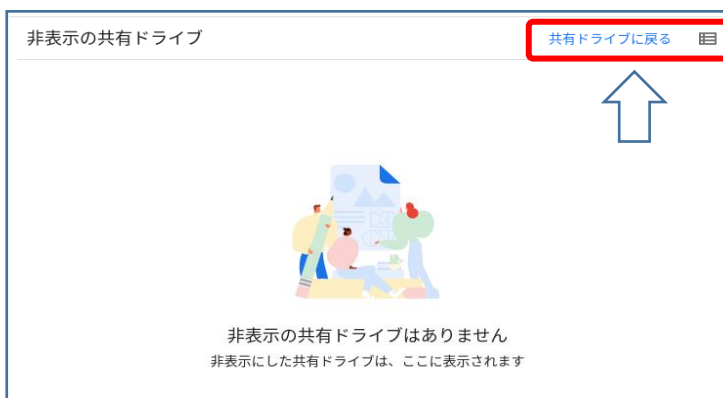 非表示の共有ドライブ
共有ドライブに戻る
非表示の共有ドライブはありません
非表示にした共有ドライブは、ここに表示されます